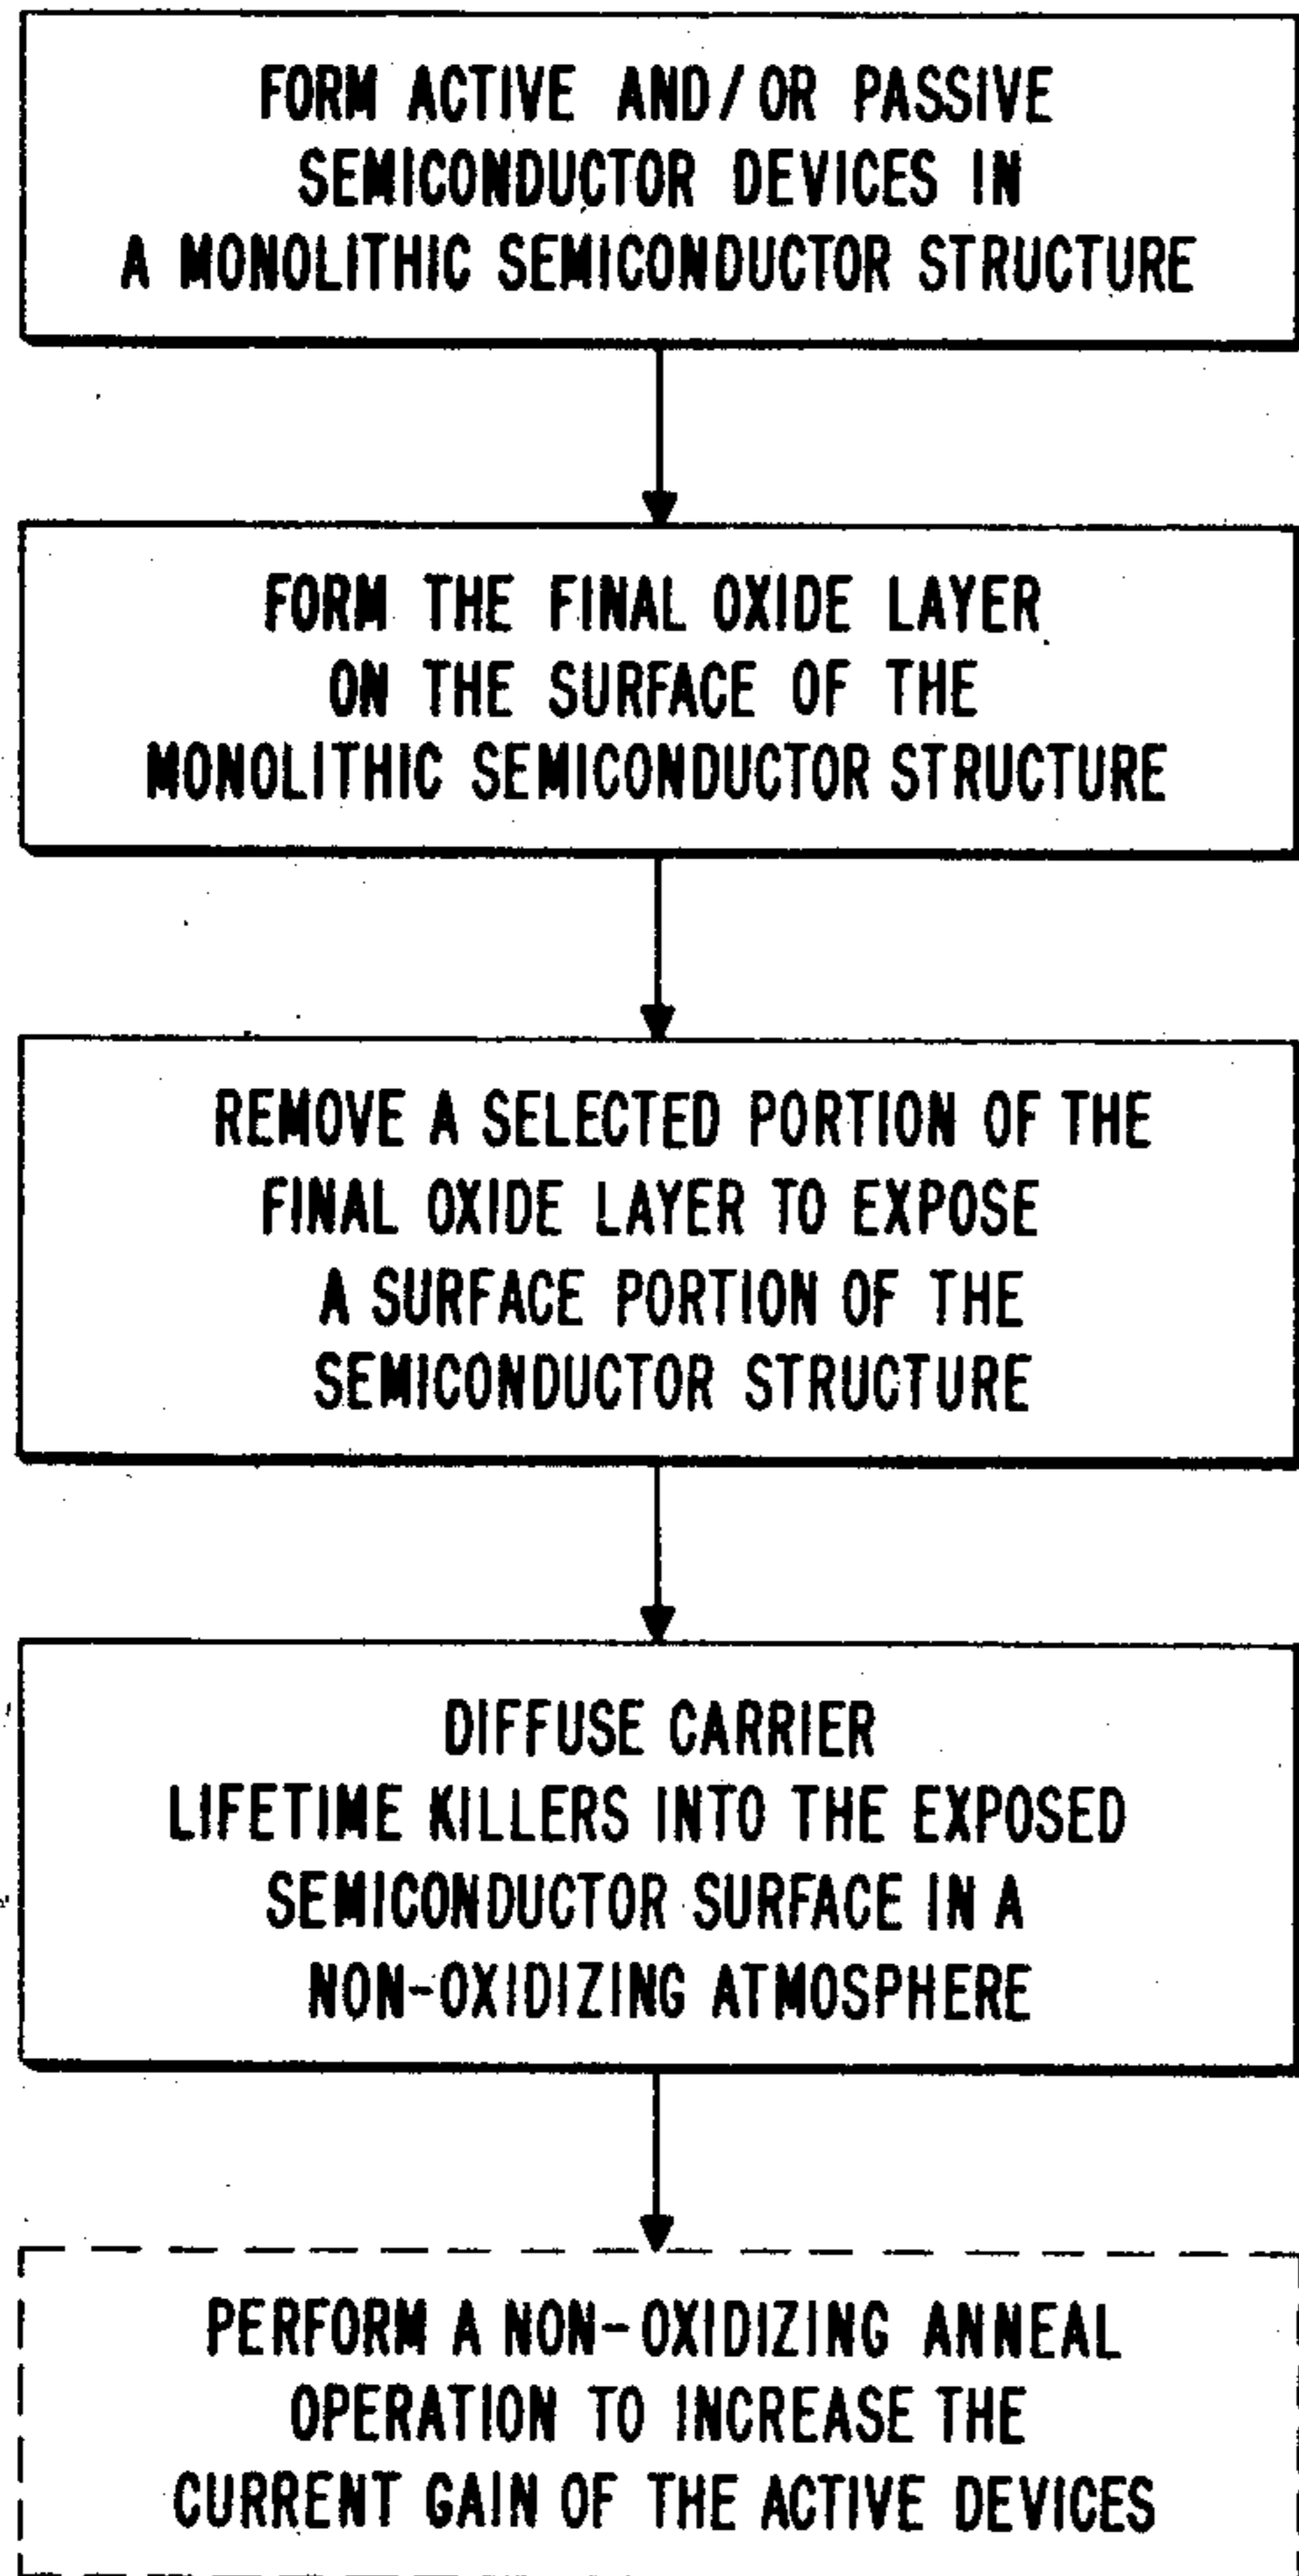 FORM ACTIVE AND/OR PASSIVE
SEMICONDUCTOR DEVICES IN
A MONOLITHIC SEMICONDUCTOR STRUCTURE
FORM THE FINAL OXIDE LAYER
ON THE SURFACE OF THE
MONOLITHIC SEMICONDUCTOR STRUCTURE
REMOVE A SELECTED PORTION OF THE
FINAL OXIDE LAYER TO EXPOSE
A SURFACE PORTION OF THE
SEMICONDUCTOR STRUCTURE
DIFFUSE CARRIER
LIFETIME KILLERS INTO THE EXPOSED
SEMICONDUCTOR SURFACE IN A
NON-OXIDIZING ATMOSPHERE
PERFORM A NON-OXIDIZING ANNEAL
OPERATION TO INCREASE THE
CURRENT GAIN OF THE ACTIVE DEVICES